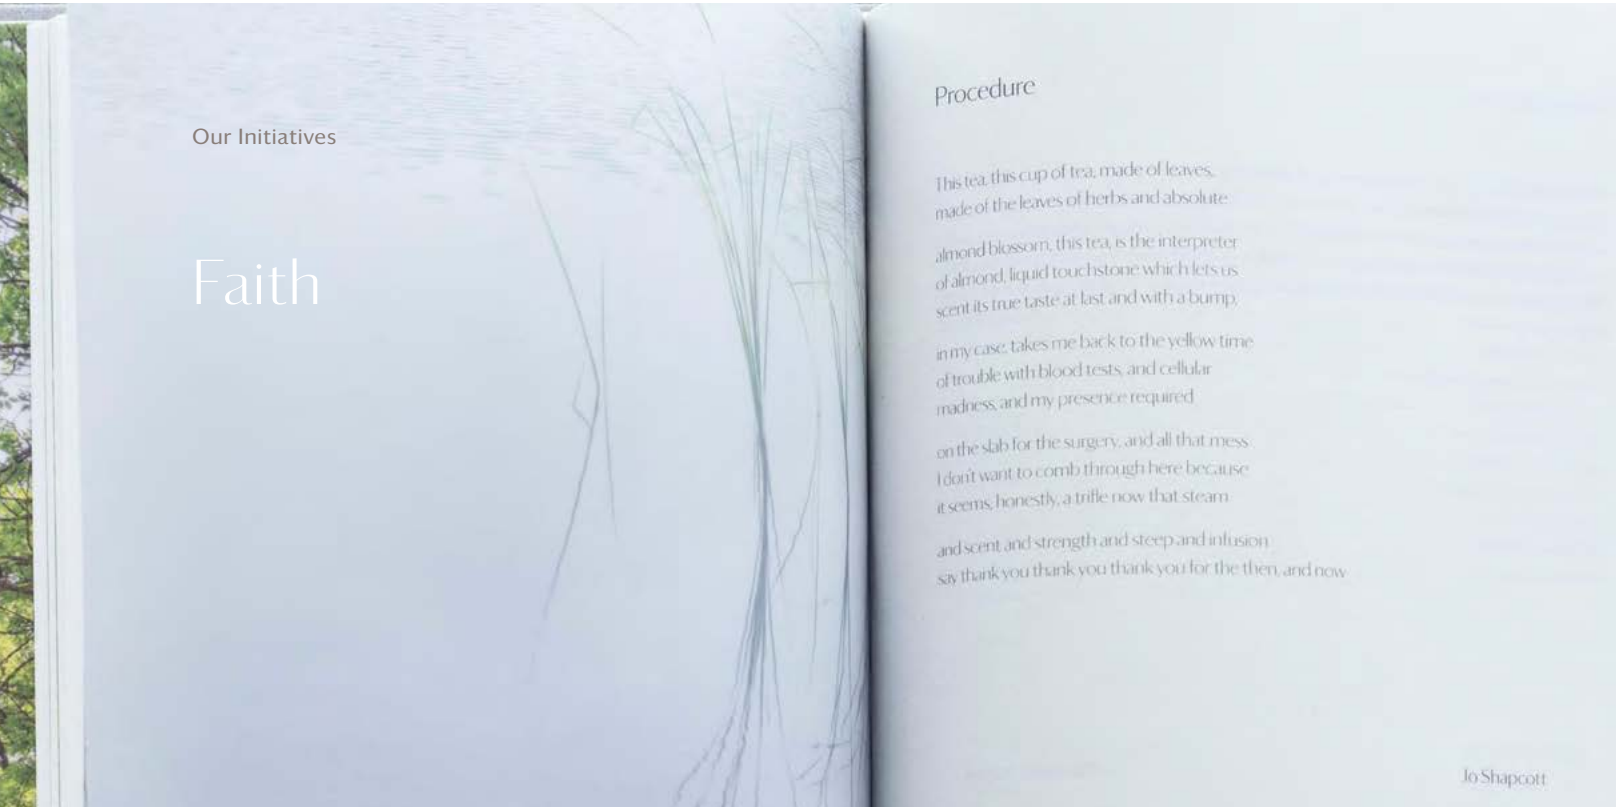 Our Initiatives
Faith
Procedure
This tea, this cup of tea, made of leaves,
made of the leaves of herbs and absolute
almond blossom, this tea, is the interpreter
of almond, liquid touchstone which lets us
scent its true taste at last and with a bump,
in my case, takes me back to the yellow time
of trouble with blood tests, and cellular
madness, and my presence required
on the slab for the surgery, and all that mess
I don't want to comb through here because
it seems, honestly, a trifle now that steam
and scent and strength and steep and infusion
say thank you thank you thank you for the then, and now
Jo Shapcott